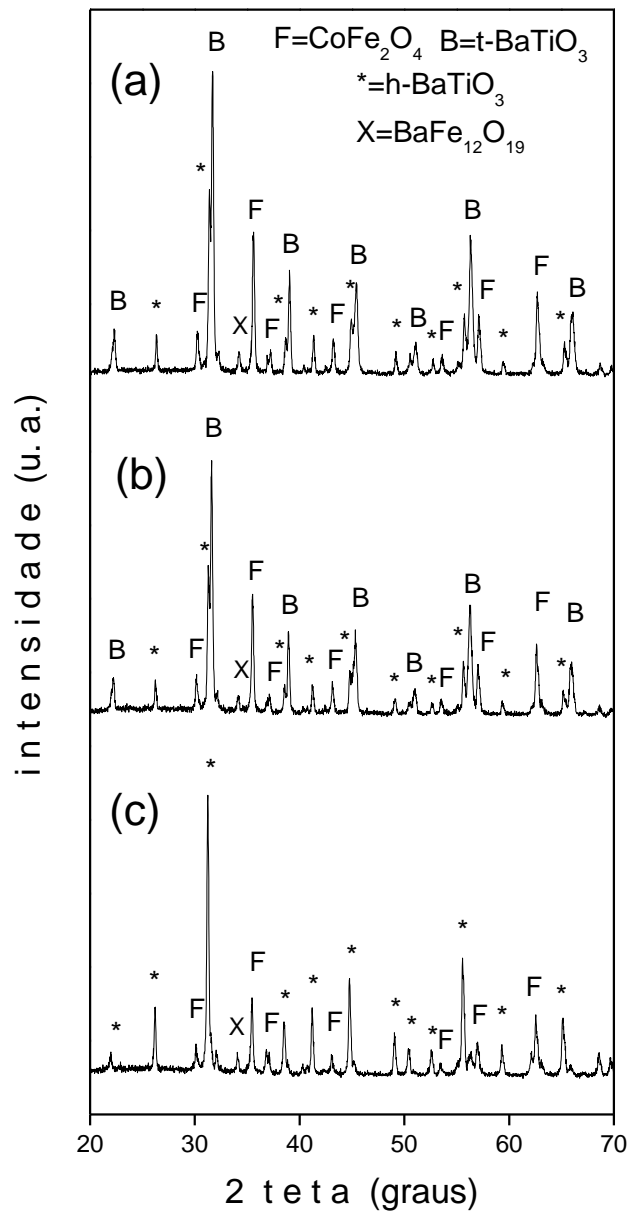 F=CoFe₂O₄ B=t-BaTiO₃
*=h-BaTiO₃
X=BaFe₁₂O₁₉
(a)
B
*
B
*
F
X
F
F
*
B
*
F
*
B
*
B
*
F
*
B
F
*
F
*
B
(b)
B
*
B
*
F
X
F
F
*
B
*
F
*
B
*
B
*
F
*
B
F
*
F
*
B
(c)
*
*
*
F
X
F
F
*
*
F
*
*
*
*
F
*
F
*
F
*
intensidade (u. a.)
20 30 40 50 60 70
2 teta (graus)